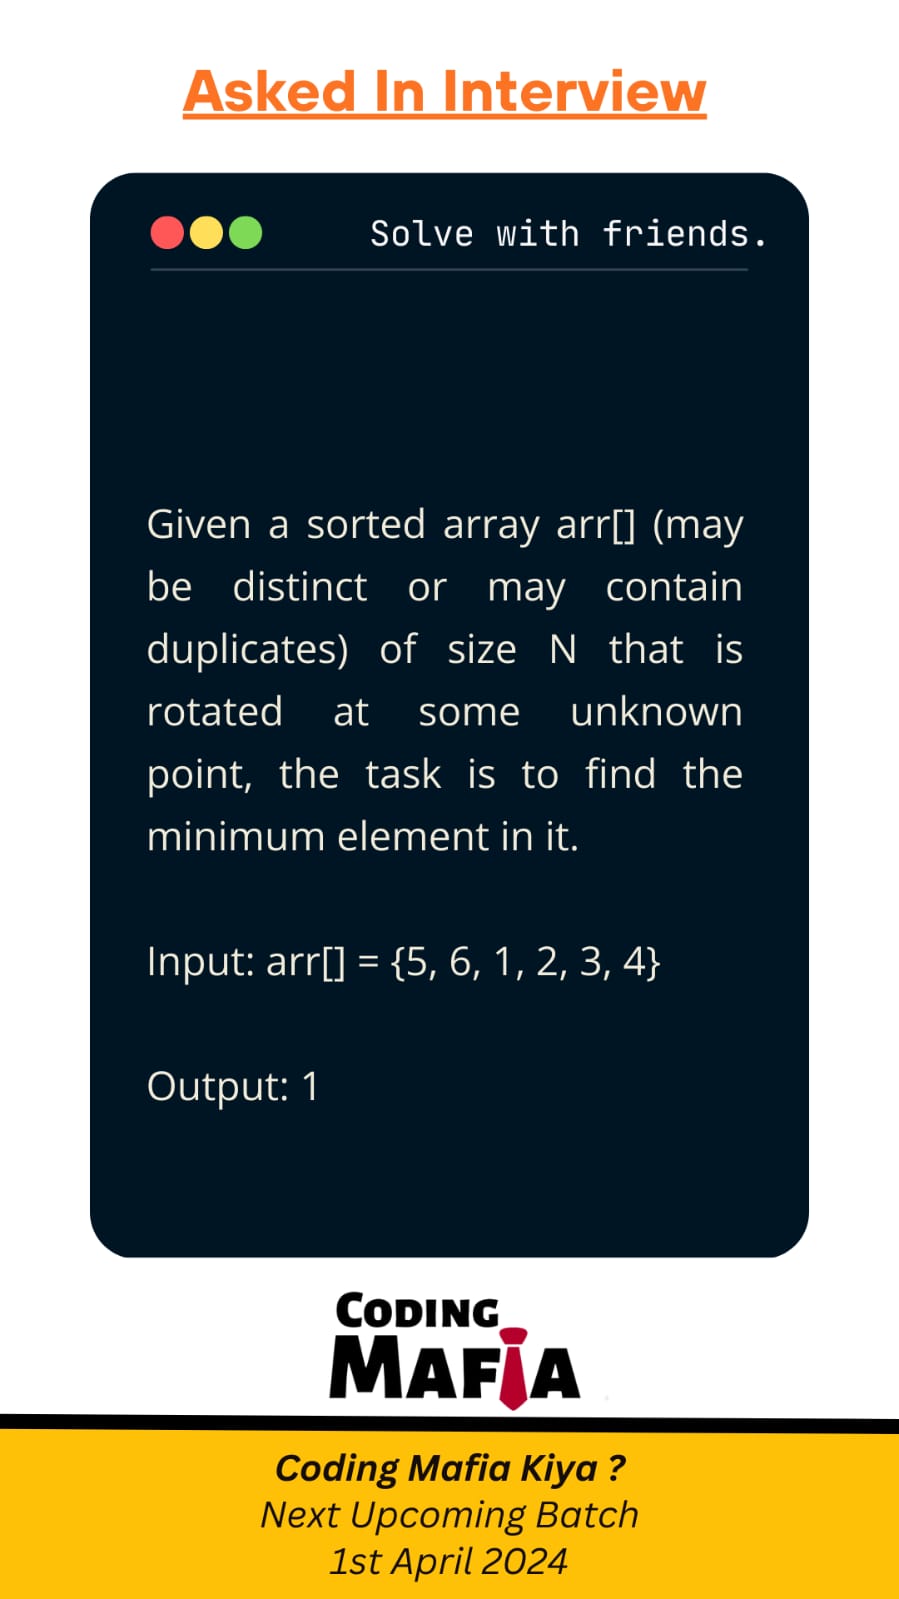 Asked In Interview
Solve with friends.
Given a sorted array arr[] (may
be distinct or may contain
duplicates) of size N that is
rotated at some unknown
point, the task is to find the
minimum element in it.
Input: arr[] = {5, 6, 1, 2, 3, 4}
Output: 1
CODING
MAFIA
Coding Mafia Kiya ?
Next Upcoming Batch
1st April 2024